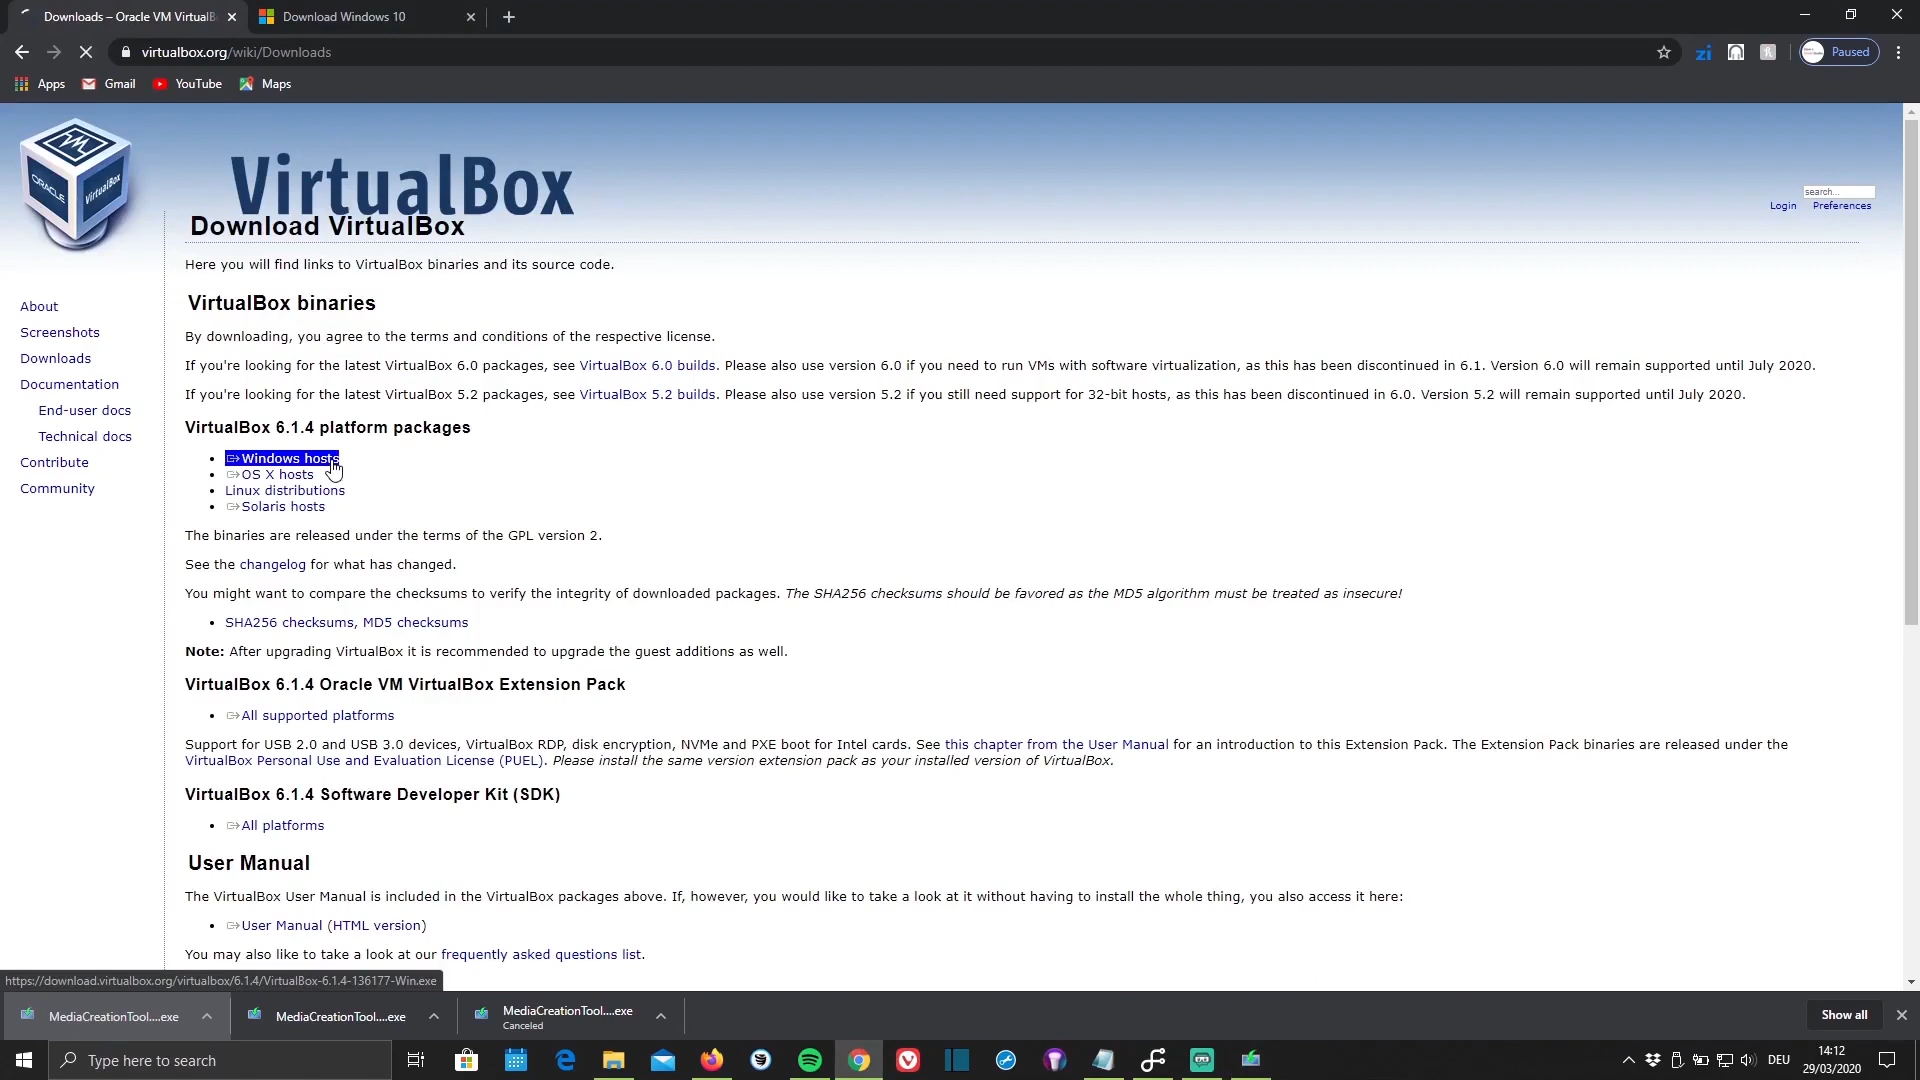 Downloads – Oracle VM VirtualB
Download Windows 10
virtualbox.org/wiki/Downloads
Paused
Apps
Gmail
YouTube
Maps
ORACLE
VirtualBox
VirtualBox
search...
Login
Preferences
Download VirtualBox
Here you will find links to VirtualBox binaries and its source code.
About
Screenshots
Downloads
Documentation
End-user docs
Technical docs
Contribute
Community
VirtualBox binaries
By downloading, you agree to the terms and conditions of the respective license.
If you're looking for the latest VirtualBox 6.0 packages, see VirtualBox 6.0 builds. Please also use version 6.0 if you need to run VMs with software virtualization, as this has been discontinued in 6.1. Version 6.0 will remain supported until July 2020.
If you're looking for the latest VirtualBox 5.2 packages, see VirtualBox 5.2 builds. Please also use version 5.2 if you still need support for 32-bit hosts, as this has been discontinued in 6.0. Version 5.2 will remain supported until July 2020.
VirtualBox 6.1.4 platform packages
Windows hosts
OS X hosts
Linux distributions
Solaris hosts
The binaries are released under the terms of the GPL version 2.
See the changelog for what has changed.
You might want to compare the checksums to verify the integrity of downloaded packages. The SHA256 checksums should be favored as the MD5 algorithm must be treated as insecure!
SHA256 checksums, MD5 checksums
Note: After upgrading VirtualBox it is recommended to upgrade the guest additions as well.
VirtualBox 6.1.4 Oracle VM VirtualBox Extension Pack
All supported platforms
Support for USB 2.0 and USB 3.0 devices, VirtualBox RDP, disk encryption, NVMe and PXE boot for Intel cards. See this chapter from the User Manual for an introduction to this Extension Pack. The Extension Pack binaries are released under the
VirtualBox Personal Use and Evaluation License (PUEL). Please install the same version extension pack as your installed version of VirtualBox.
VirtualBox 6.1.4 Software Developer Kit (SDK)
All platforms
User Manual
The VirtualBox User Manual is included in the VirtualBox packages above. If, however, you would like to take a look at it without having to install the whole thing, you also access it here:
User Manual (HTML version)
You may also like to take a look at our frequently asked questions list.
https://download.virtualbox.org/virtualbox/6.1.4/VirtualBox-6.1.4-136177-Win.exe
MediaCreationTool....exe
MediaCreationTool....exe
MediaCreationTool....exe
Canceled
Show all
Type here to search
DEU
14:12
29/03/2020